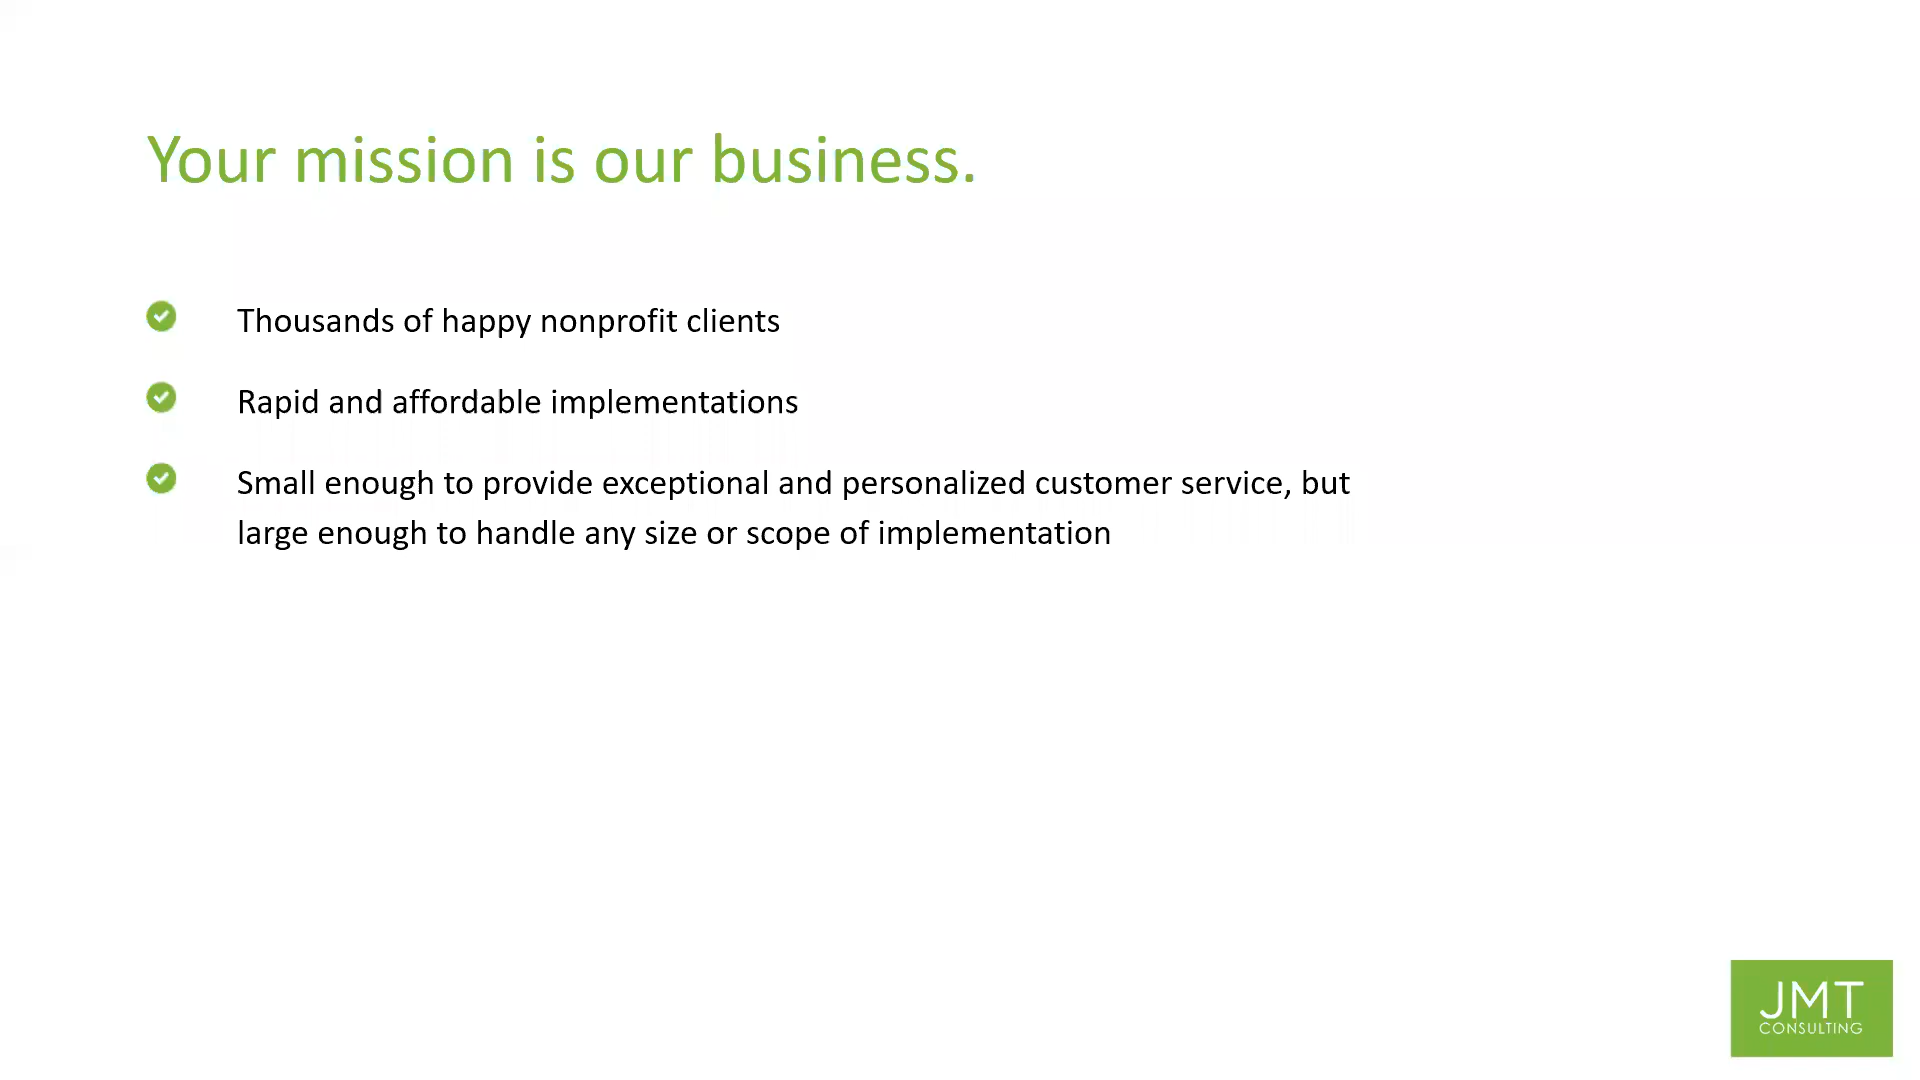 Your mission is our business.
Thousands of happy nonprofit clients
Rapid and affordable implementations
Small enough to provide exceptional and personalized customer service, but
large enough to handle any size or scope of implementation
JMT
CONSULTING